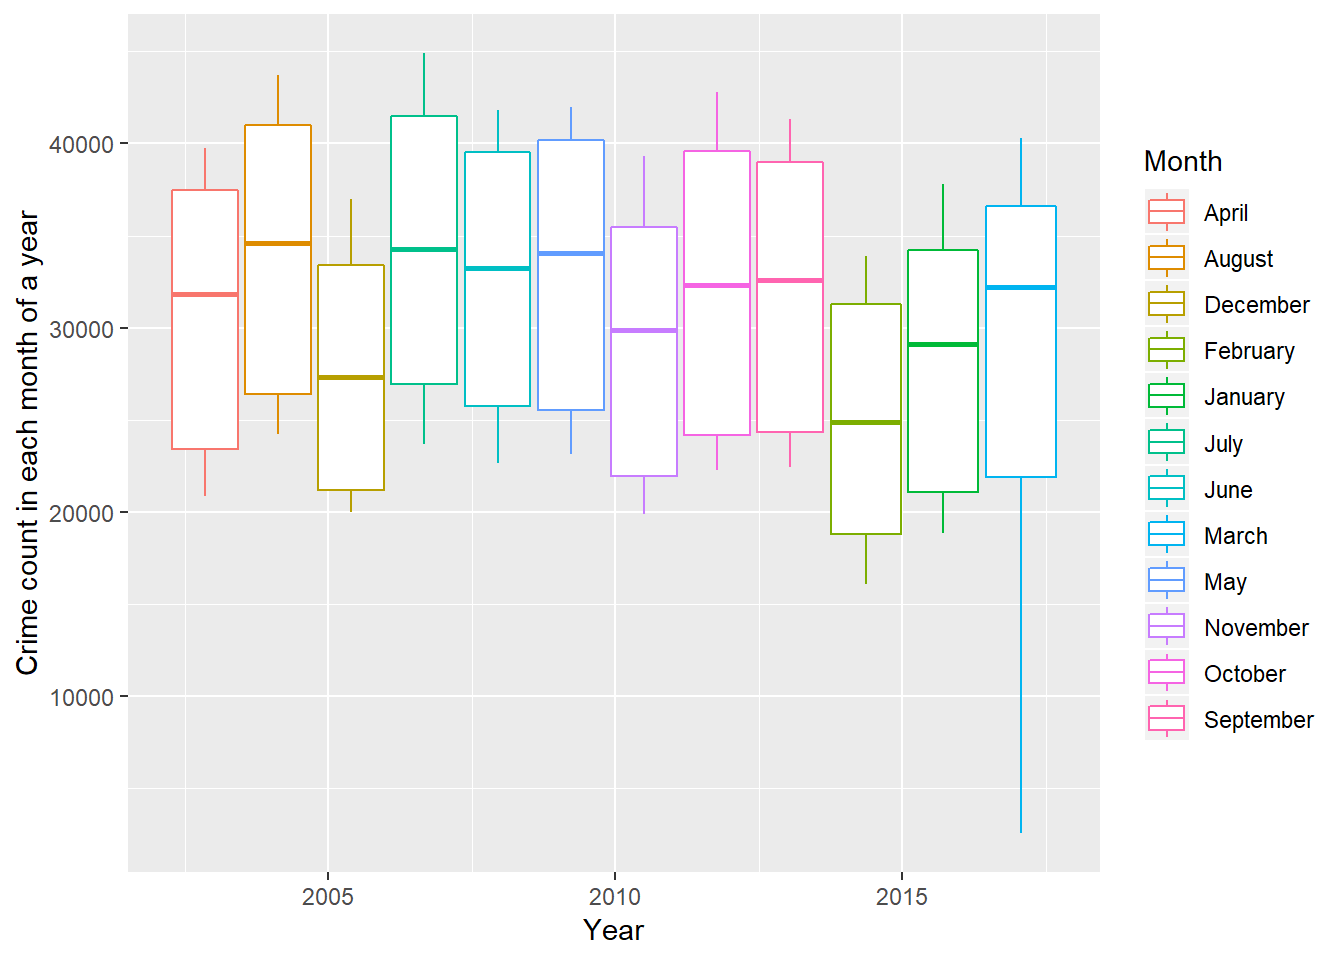 Crime count in each month of a year
40000
30000
20000
10000
2005
2010
2015
Year
Month
April
August
December
February
January
July
June
March
May
November
October
September